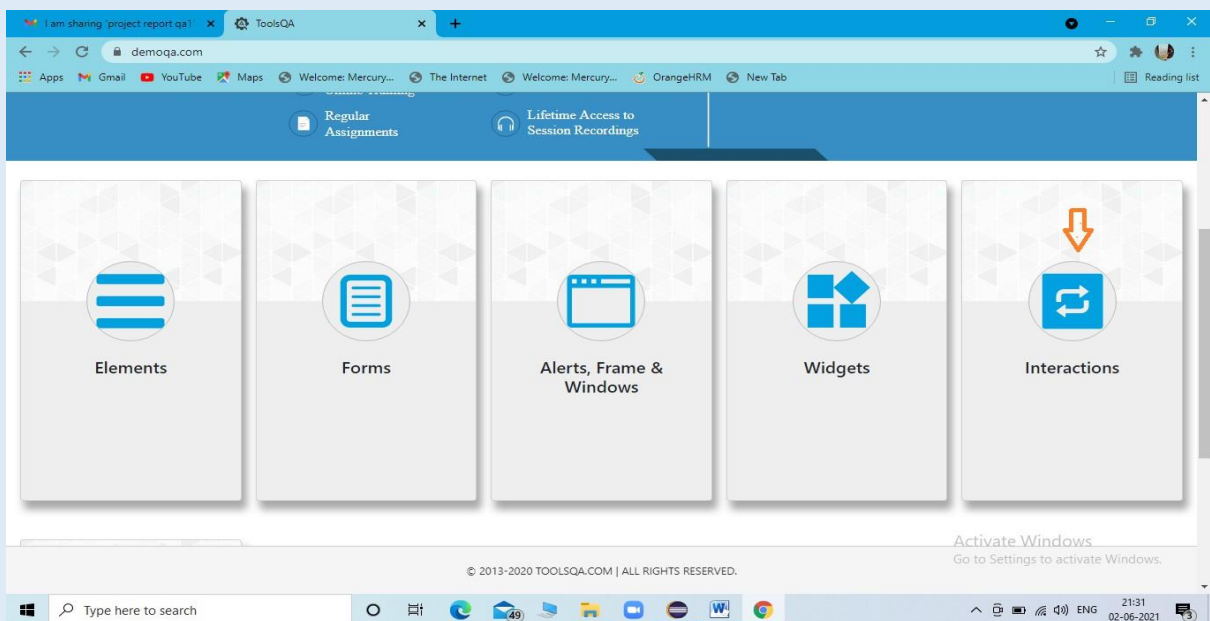 I am sharing 'project report qa1'
ToolsQA
demoqa.com
Apps Gmail YouTube Maps Welcome: Mercury... The Internet Welcome: Mercury... OrangeHRM New Tab Reading list
Regular
Assignments
Lifetime Access to
Session Recordings
Elements
Forms
Alerts, Frame &
Windows
Widgets
Interactions
Activate Windows
Go to Settings to activate Windows.
© 2013-2020 TOOLSQA.COM | ALL RIGHTS RESERVED.
Type here to search
49
W
ENG
21:31
02-06-2021
3